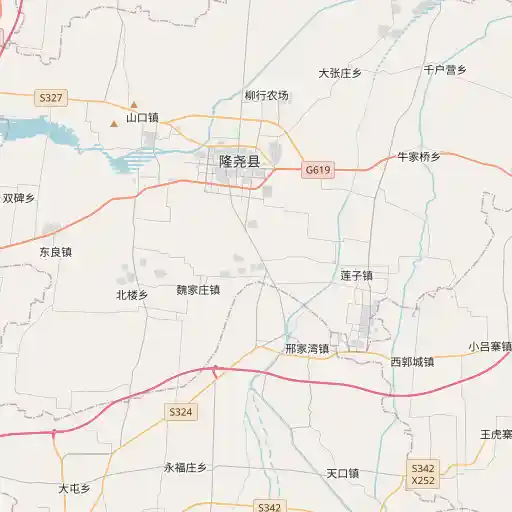 大张庄乡
千户营乡
S327
柳行农场
山口镇
隆尧县
牛家桥乡
G619
双碑乡
东良镇
莲子镇
北楼乡
魏家庄镇
邢家湾镇
小吕寨镇
西郭城镇
S324
王虎寨
永福庄乡
天口镇
S342
X252
大屯乡
S342